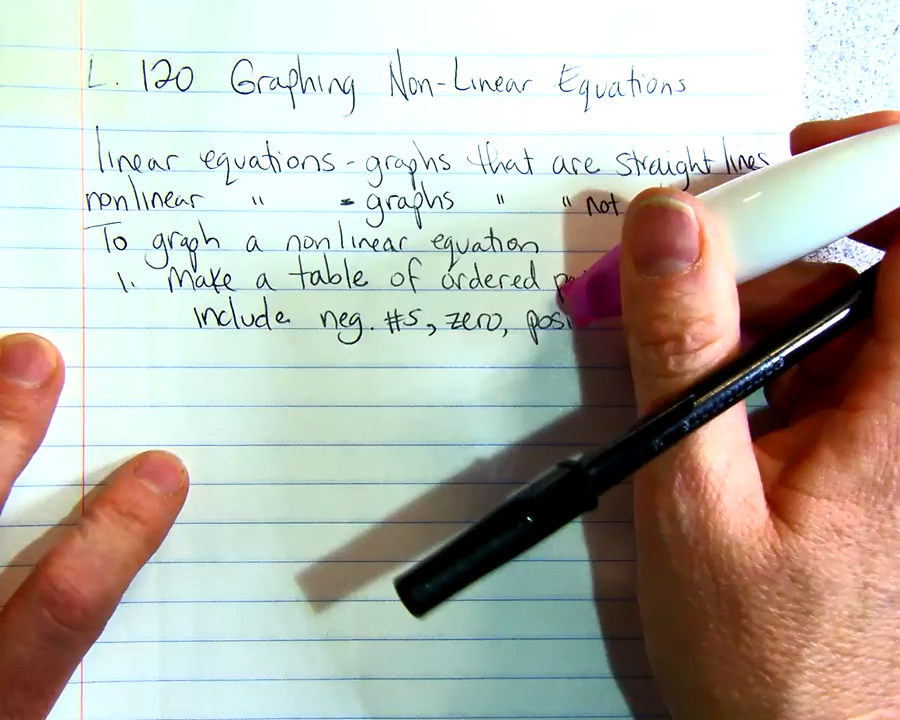 L. 120 Graphing Non-Linear Equations
linear equations - graphs that are straight lines
nonlinear " - graphs " " not
To graph a nonlinear equation
1. Make a table of ordered
include neg. #s, zero,